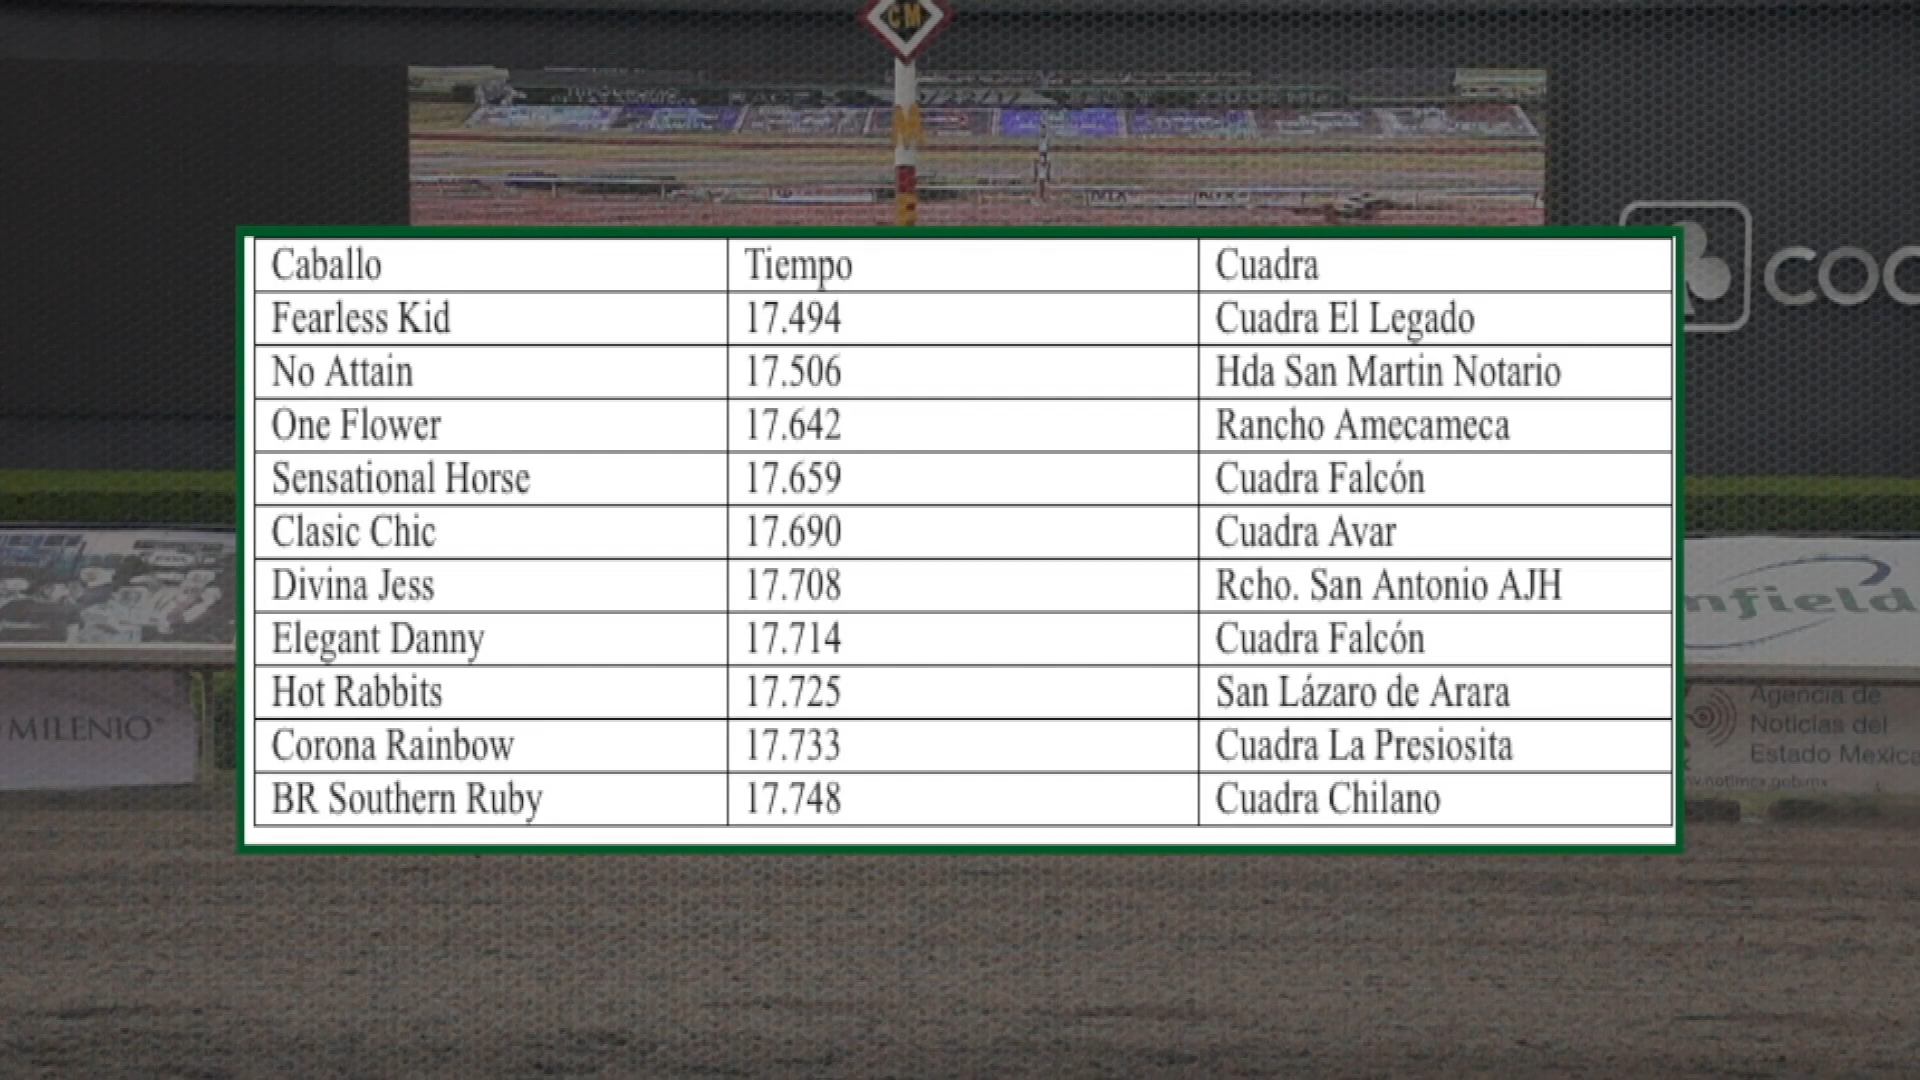 CM
Caballo Tiempo Cuadra
Fearless Kid 17.494 Cuadra El Legado
No Attain 17.506 Hda San Martin Notario
One Flower 17.642 Rancho Amecameca
Sensational Horse 17.659 Cuadra Falcón
Clasic Chic 17.690 Cuadra Avar
Divina Jess 17.708 Rcho. San Antonio AJH
Elegant Danny 17.714 Cuadra Falcón
Hot Rabbits 17.725 San Lázaro de Arara
Corona Rainbow 17.733 Cuadra La Presiosita
BR Southern Ruby 17.748 Cuadra Chilano
MILENIO
Agencia de
Noticias del
Estado Mexica